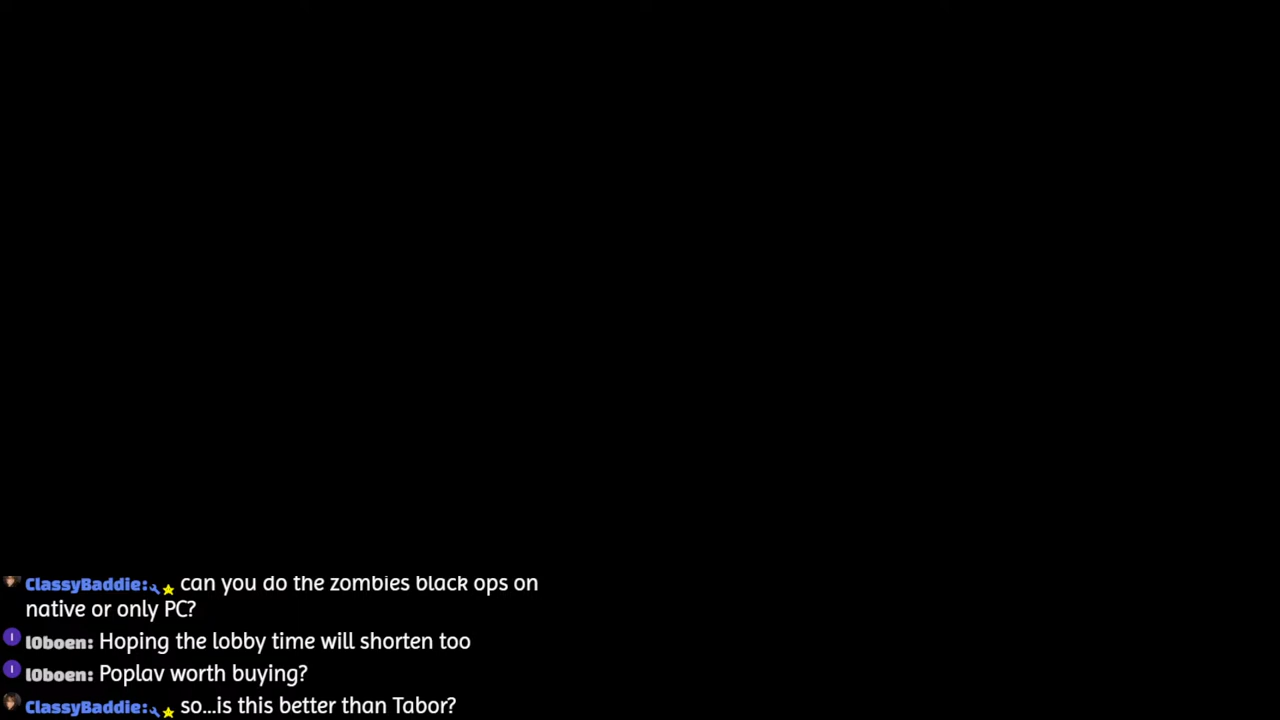 ClassyBaddie: can you do the zombies black ops on
native or only PC?
l0boen: Hoping the lobby time will shorten too
l0boen: Poplav worth buying?
ClassyBaddie: so...is this better than Tabor?